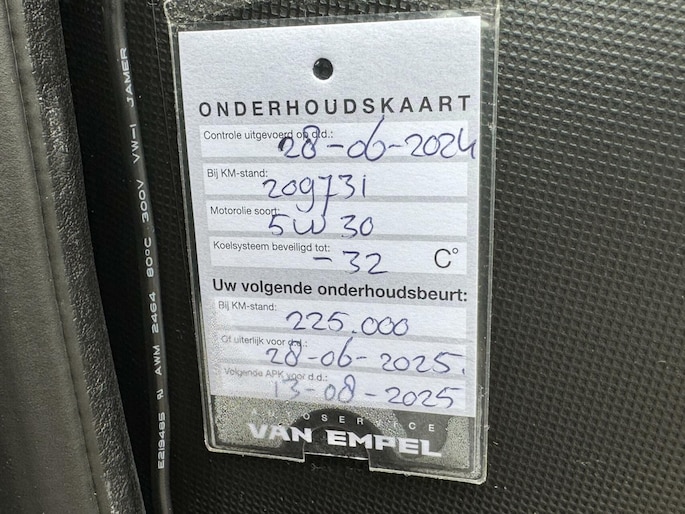 ONDERHOUDSKAART
Controle uitgevoerd op d.d.: 28-06-2024
Bij KM-stand: 209731
Motorolie soort: 5W30
Koelsysteem beveiligd tot: -32 C°
Uw volgende onderhoudsbeurt:
Bij KM-stand: 225.000
Of uiterlijk voor d.d.: 28-06-2025.
Volgende APK voor d.d.: 13-08-2025
AUTOSERVICE
VAN EMPEL
E219485 AWM 2464 80°C 300V VW-1 JAMER